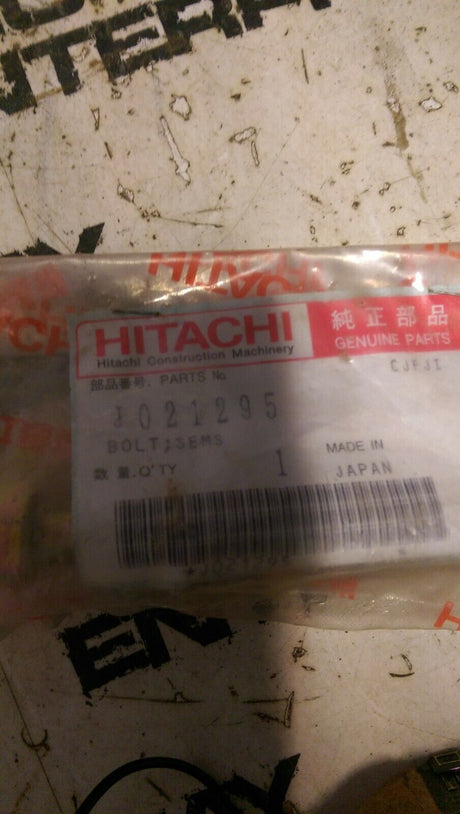 HITACHI
純正部品
Hitachi Construction Machinery
GENUINE PARTS
部品番号. PARTS No
CJFJI
J021295
BOLT;SEMS
数量.Q'TY 1
MADE IN
JAPAN
EN